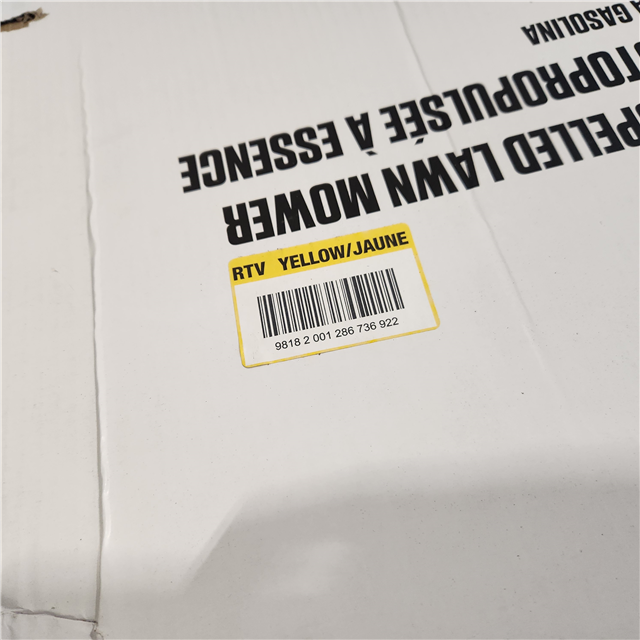 PELLED LAWN MOWER
TOPROPULSÉE À ESSENCE
GASOLINA
RTV YELLOW/JAUNE
9818 2 001 286 736 922